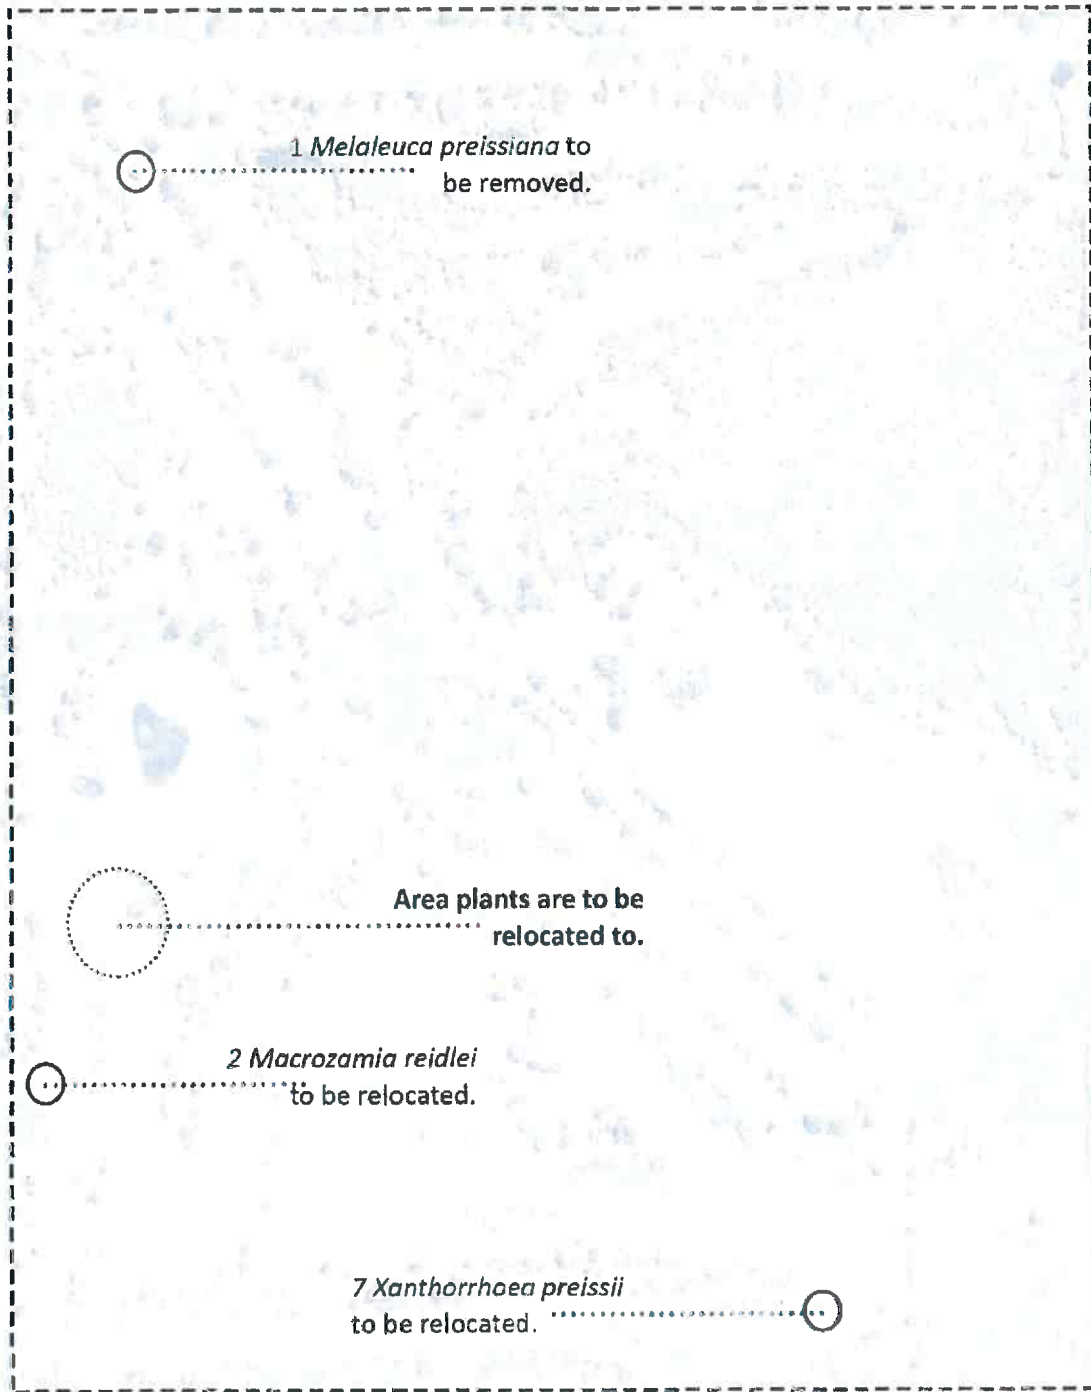 1 Melaleuca preissiana to
be removed.
Area plants are to be
relocated to.
2 Macrozamia reidlei
to be relocated.
7 Xanthorrhoea preissii
to be relocated.